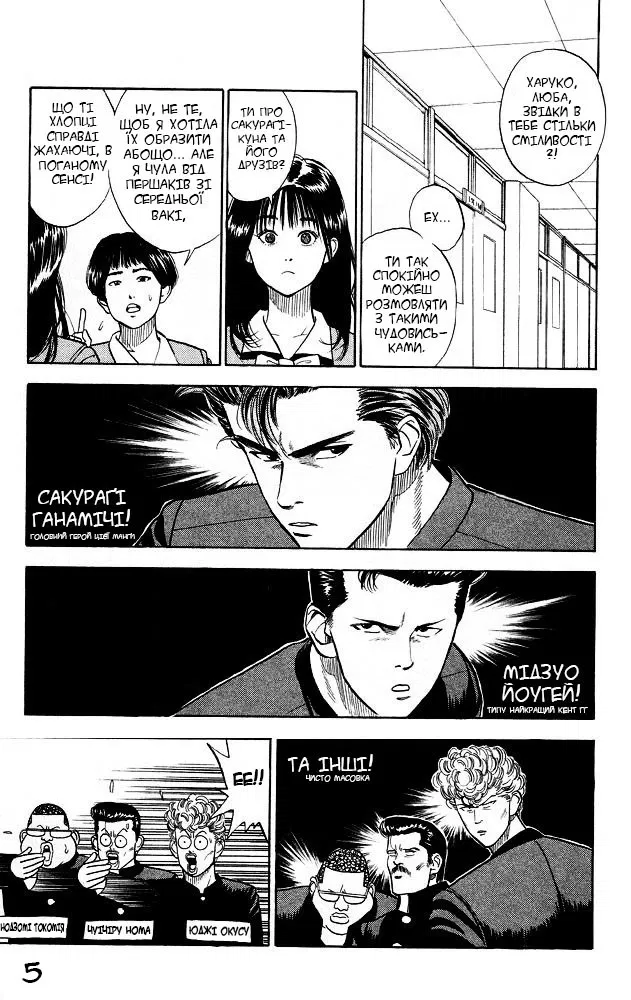 ХАРУКО,
ЛЮБА,
ЗВІДКИ В
ТЕБЕ СТІЛЬКИ
СМІЛИВОСТІ
?!
ЕХ...
ТИ ТАК
СПОКІЙНО
МОЖЕШ
РОЗМОВЛЯТИ
З ТАКИМИ
ЧУДОВИСЬ-
КАМИ.
ТИ ПРО
САКУРАҐІ-
КУНА ТА
ЙОГО
ДРУЗІВ?
НУ, НЕ ТЕ,
ЩОБ Я ХОТІЛА
ЇХ ОБРАЗИТИ
АБОЩО... АЛЕ
Я ЧУЛА ВІД
ПЕРШАКІВ ЗІ
СЕРЕДНЬОЇ
ВАКІ,
ЩО ТІ
ХЛОПЦІ
СПРАВДІ
ЖАХАЮЧІ, В
ПОГАНОМУ
СЕНСІ!
САКУРАҐІ
ГАНАМІЧІ!
ГОЛОВНИЙ ГЕРОЙ ЦІЄЇ МАНГИ
МІДЗУО
ЙОУГЕЙ!
ТИПУ НАЙКРАЩИЙ КЕНТ ГГ
ТА ІНШІ!
ЧИСТО МАСОВКА
ЕЕ!!
НОДЗОМІ ТОКОМІЯ
ЧУІЧІРУ НОМА
ЮДЖІ ОКУСУ
5